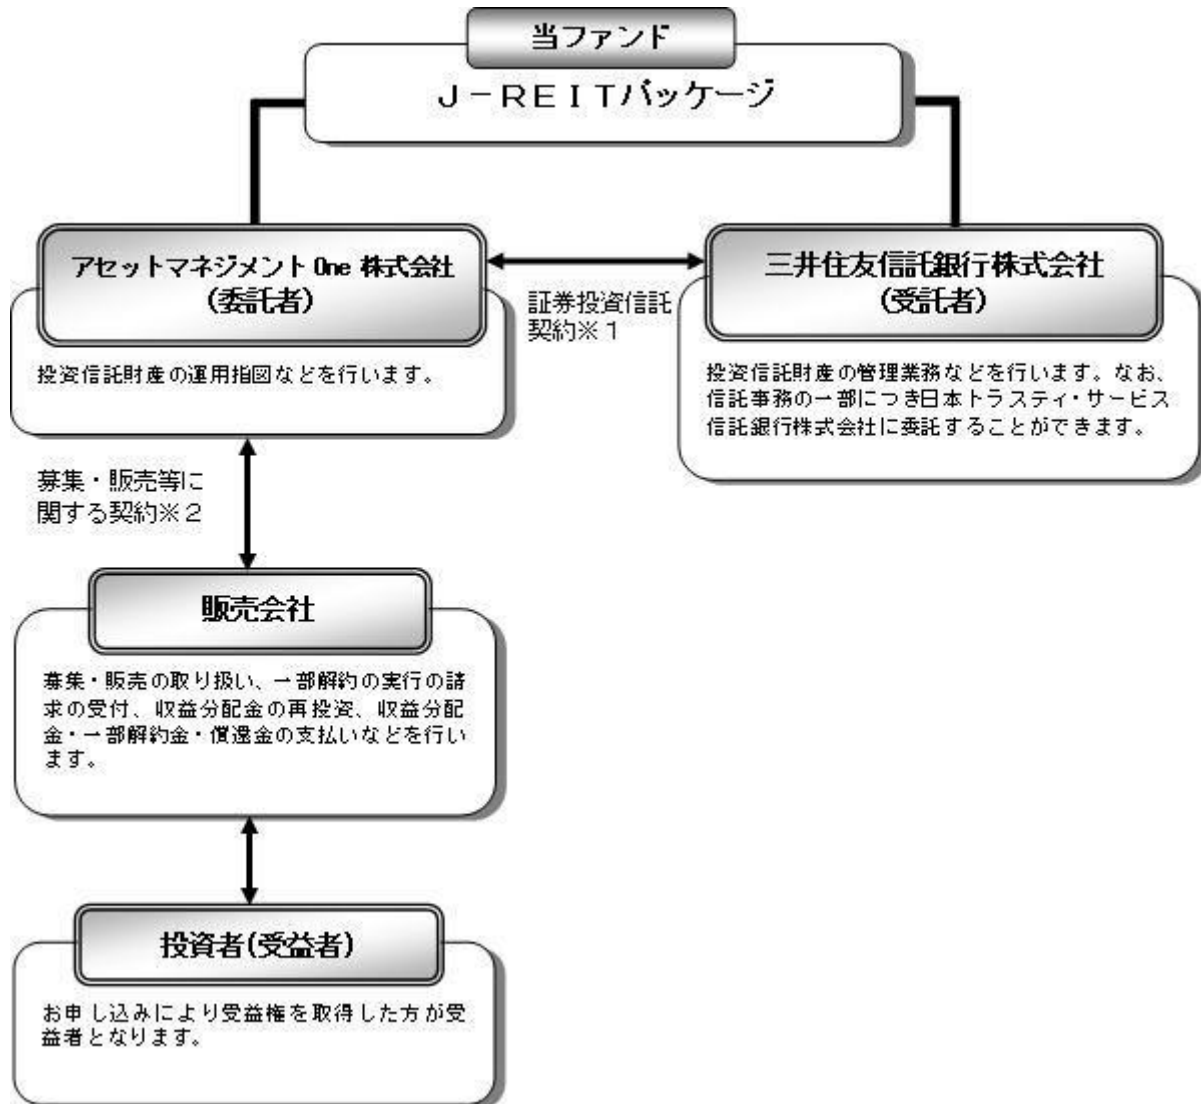 当ファンド
J－REITパッケージ
アセットマネジメント One 株式会社
(委託者)
投資信託財産の運用指図などを行います。
証券投資信託
契約※1
三井住友信託銀行株式会社
(受託者)
投資信託財産の管理業務などを行います。なお、
信託事務の一部につき日本トラスティ・サービス
信託銀行株式会社に委託することができます。
募集・販売等に
関する契約※2
販売会社
募集・販売の取り扱い、一部解約の実行の請
求の受付、収益分配金の再投資、収益分配
金・一部解約金・償還金の支払いなどを行い
ます。
投資者(受益者)
お申し込みにより受益権を取得した方が受
益者となります。